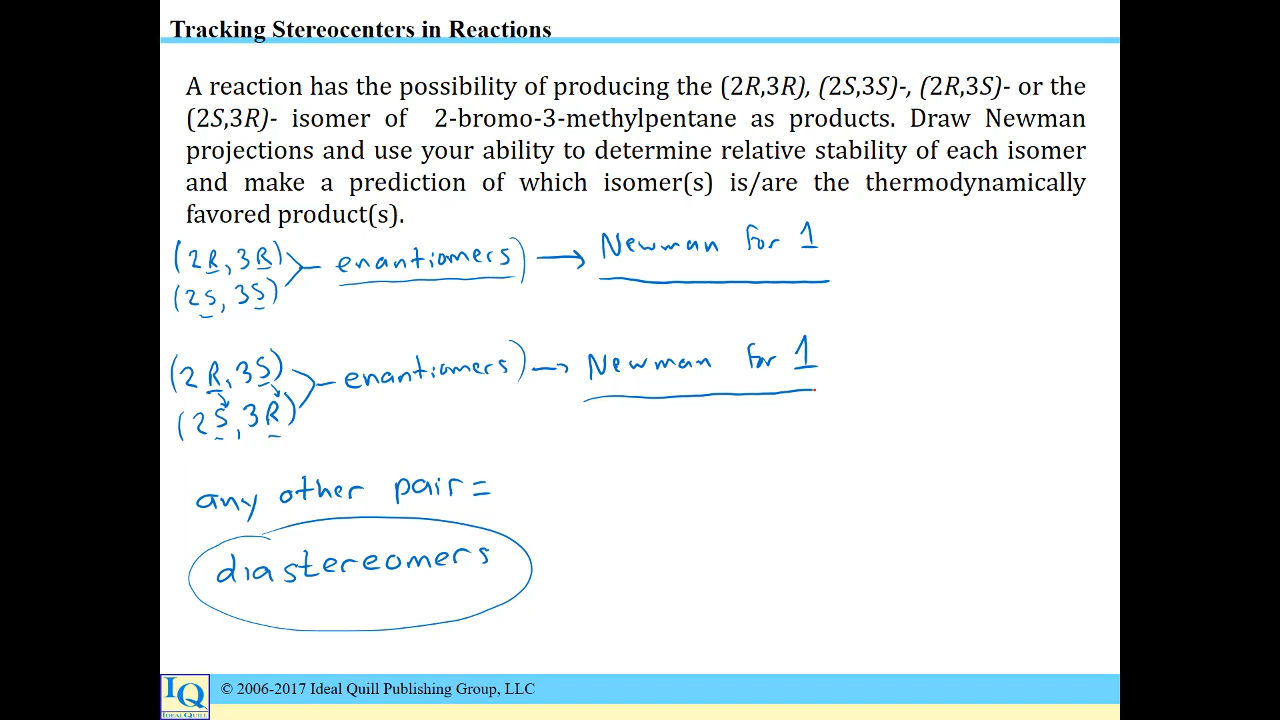 Tracking Stereocenters in Reactions
A reaction has the possibility of producing the (2R,3R), (2S,3S)-, (2R,3S)- or the
(2S,3R)- isomer of 2-bromo-3-methylpentane as products. Draw Newman
projections and use your ability to determine relative stability of each isomer
and make a prediction of which isomer(s) is/are the thermodynamically
favored product(s).
(2R,3R)
(2S,3S)
enantiomers) → Newman for 1
(2R,3S)
(2S,3R)
enantiomers) → Newman for 1
any other pair =
diastereomers
IQ
IDEAL QUILL
© 2006-2017 Ideal Quill Publishing Group, LLC